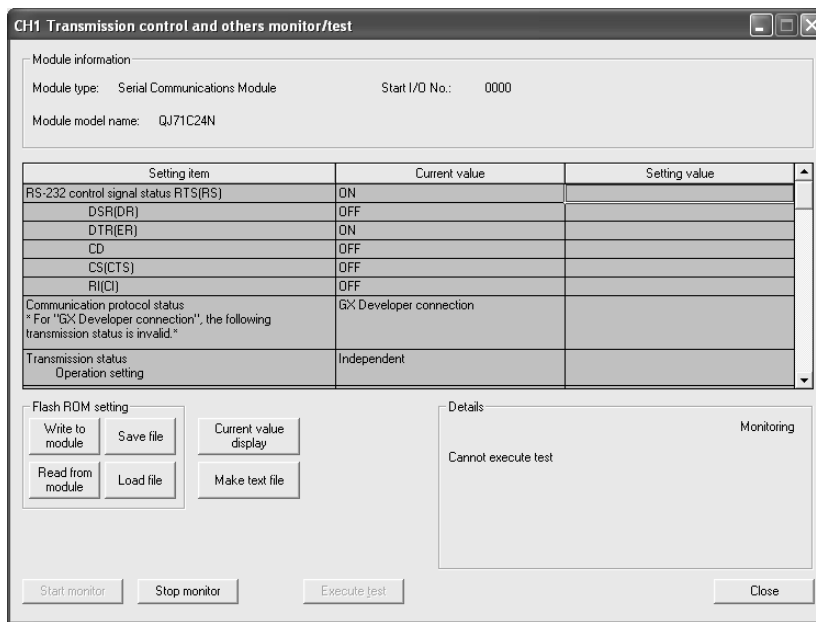 CH1 Transmission control and others monitor/test
Module information
Module type: Serial Communications Module Start I/O No.: 0000
Module model name: QJ71C24N
Setting item Current value Setting value
RS-232 control signal status RTS(RS) ON
DSR(DR) OFF
DTR(ER) ON
CD OFF
CS(CTS) OFF
RI(CI) OFF
Communication protocol status GX Developer connection
* For "GX Developer connection", the following
transmission status is invalid.*
Transmission status Independent
Operation setting
Flash ROM setting
Write to
module
Save file
Current value
display
Read from
module
Load file
Make text file
Details
Monitoring
Cannot execute test
Start monitor Stop monitor Execute test Close